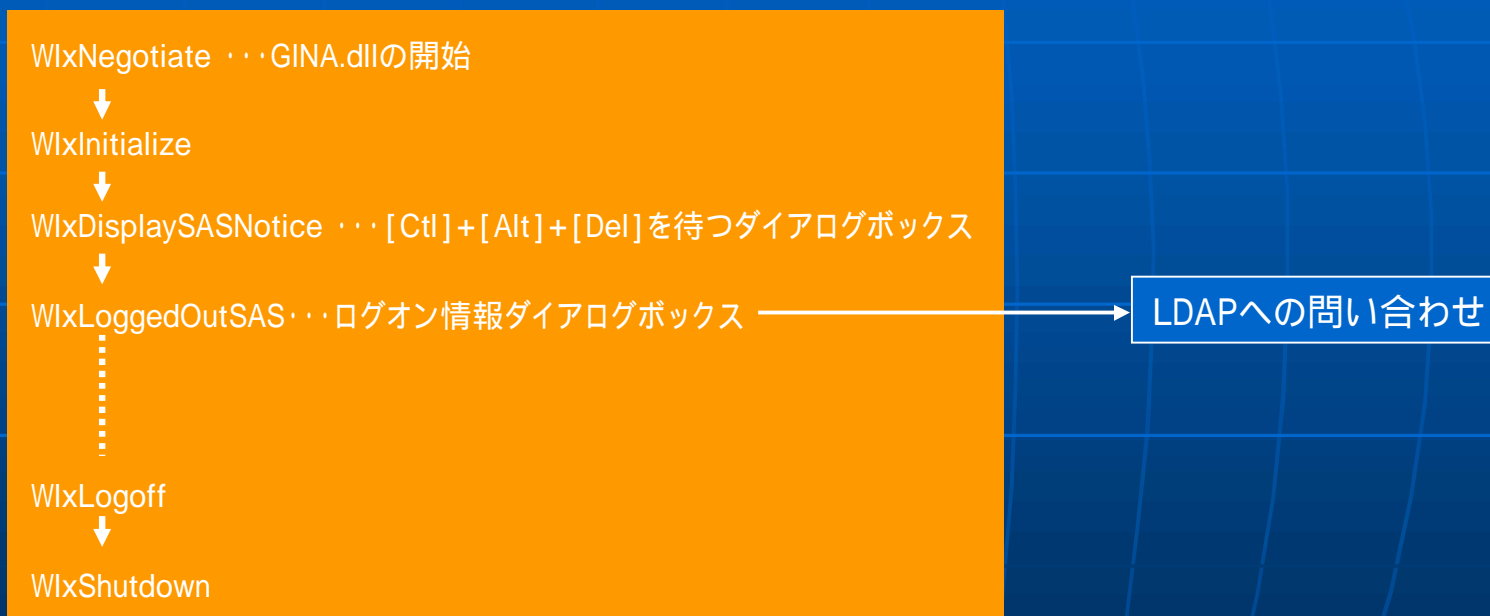 WlxNegotiate ・・・GINA.dllの開始
WlxInitialize
WlxDisplaySASNotice ・・・[Ctl]+[Alt]+[Del]を待つダイアログボックス
WlxLoggedOutSAS・・・ログオン情報ダイアログボックス
LDAPへの問い合わせ
WlxLogoff
WlxShutdown